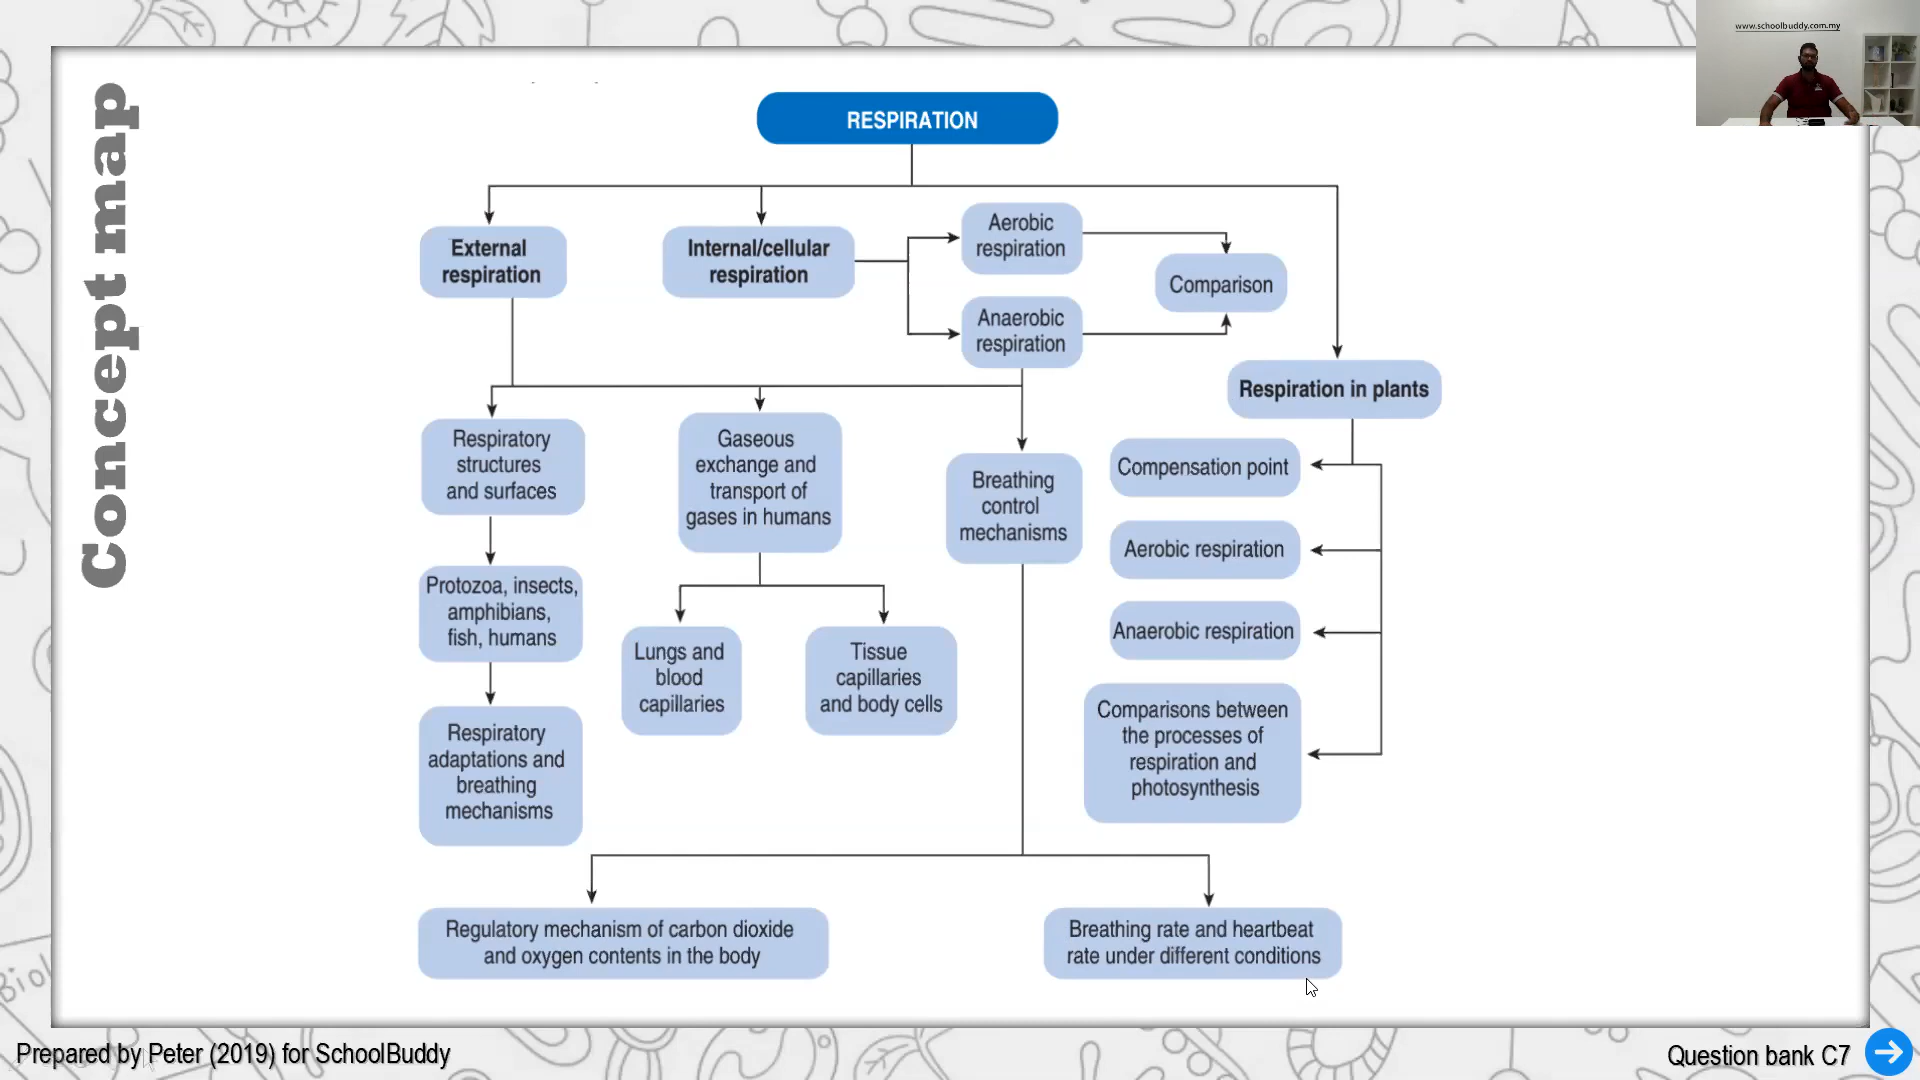 www.schoolbuddy.com.my
Concept map
RESPIRATION
External
respiration
Internal/cellular
respiration
Aerobic
respiration
Anaerobic
respiration
Comparison
Respiration in plants
Respiratory
structures
and surfaces
Gaseous
exchange and
transport of
gases in humans
Breathing
control
mechanisms
Compensation point
Aerobic respiration
Anaerobic respiration
Comparisons between
the processes of
respiration and
photosynthesis
Protozoa, insects,
amphibians,
fish, humans
Lungs and
blood
capillaries
Tissue
capillaries
and body cells
Respiratory
adaptations and
breathing
mechanisms
Regulatory mechanism of carbon dioxide
and oxygen contents in the body
Breathing rate and heartbeat
rate under different conditions
Prepared by Peter (2019) for SchoolBuddy
Question bank C7